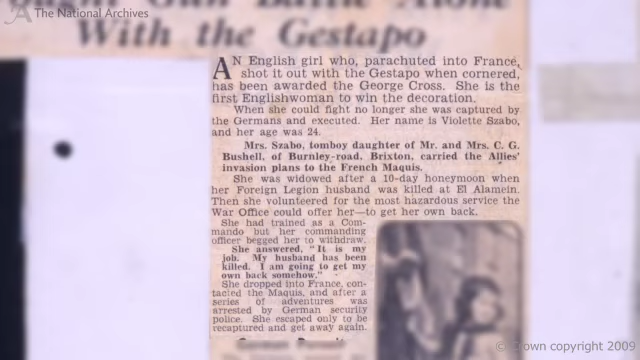 The National Archives
With the Gestapo
AN English girl who, parachuted into France,
shot it out with the Gestapo when cornered,
has been awarded the George Cross. She is the
first Englishwoman to win the decoration.
When she could fight no longer she was captured by
the Germans and executed. Her name is Violette Szabo,
and her age was 24.
Mrs. Szabo, tomboy daughter of Mr. and Mrs. C. G.
Bushell, of Burnley-road, Brixton, carried the Allies'
invasion plans to the French Maquis.
She was widowed after a 10-day honeymoon when
her Foreign Legion husband was killed at El Alamein.
Then she volunteered for the most hazardous service the
War Office could offer her—to get her own back.
She had trained as a Com-
mando but her commanding
officer begged her to withdraw.
She answered, "It is my
job. My husband has been
killed. I am going to get my
own back somehow."
She dropped into France, con-
tacted the Maquis, and after a
series of adventures was
arrested by German security
police. She escaped only to be
recaptured and get away again.
© Crown copyright 2009